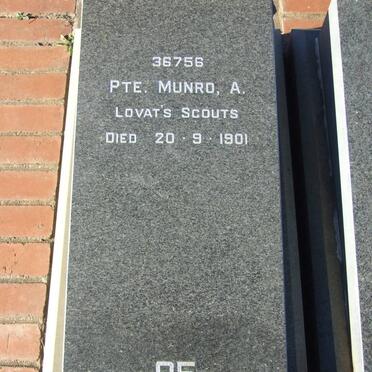 36756
PTE. MUNRO, A.
LOVAT'S SCOUTS
DIED 20 · 9 · 1901